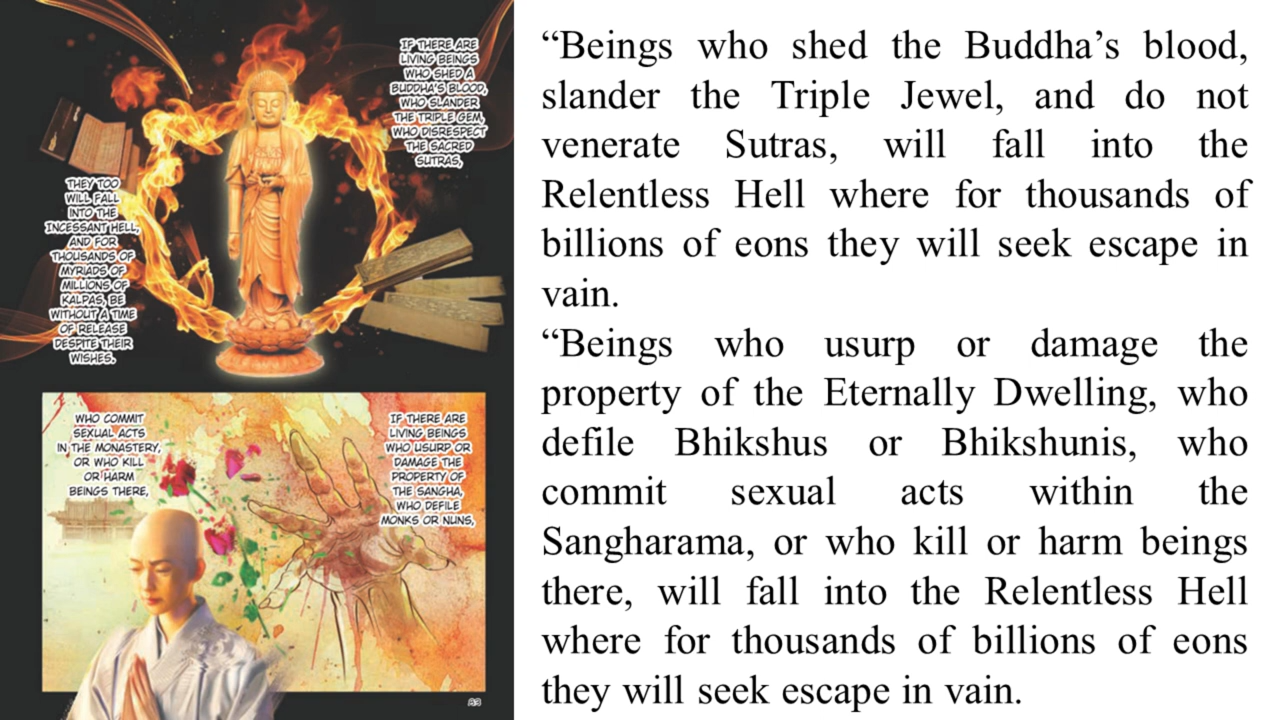 IF THERE ARE
LIVING BEINGS
WHO SHED A
BUDDHA'S BLOOD,
WHO SLANDER
THE TRIPLE GEM,
WHO DISRESPECT
THE SACRED
SUTRAS,
THEY TOO
WILL FALL
INTO THE
INCESSANT HELL,
AND FOR
THOUSANDS OF
MYRIADS OF
MILLIONS OF
KALPAS, BE
WITHOUT A TIME
OF RELEASE
DESPITE THEIR
WISHES.
IF THERE ARE
LIVING BEINGS
WHO USURP OR
DAMAGE THE
PROPERTY OF
THE SANGHA,
WHO DEFILE
MONKS OR NUNS,
WHO COMMIT
SEXUAL ACTS
IN THE MONASTERY,
OR WHO KILL
OR HARM
BEINGS THERE,
“Beings who shed the Buddha’s blood,
slander the Triple Jewel, and do not
venerate Sutras, will fall into the
Relentless Hell where for thousands of
billions of eons they will seek escape in
vain.
“Beings who usurp or damage the
property of the Eternally Dwelling, who
defile Bhikshus or Bhikshunis, who
commit sexual acts within the
Sangharama, or who kill or harm beings
there, will fall into the Relentless Hell
where for thousands of billions of eons
they will seek escape in vain.